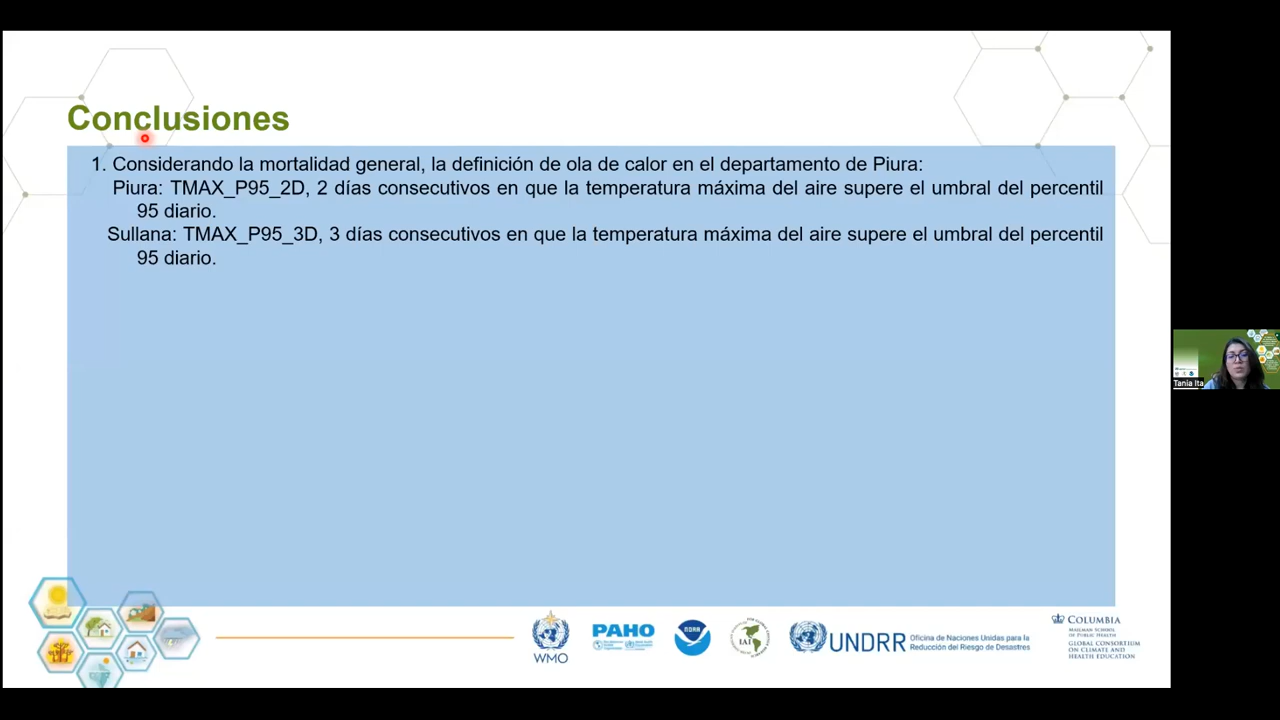 Conclusiones
1. Considerando la mortalidad general, la definición de ola de calor en el departamento de Piura:
Piura: TMAX_P95_2D, 2 días consecutivos en que la temperatura máxima del aire supere el umbral del percentil
95 diario.
Sullana: TMAX_P95_3D, 3 días consecutivos en que la temperatura máxima del aire supere el umbral del percentil
95 diario.
Tania Ita
WMO
PAHO
NOAA
IAI
UNDRR
Oficina de Naciones Unidas para la
Reducción del Riesgo de Desastres
COLUMBIA
MAILMAN SCHOOL
OF PUBLIC HEALTH
GLOBAL CONSORTIUM
ON CLIMATE AND
HEALTH EDUCATION